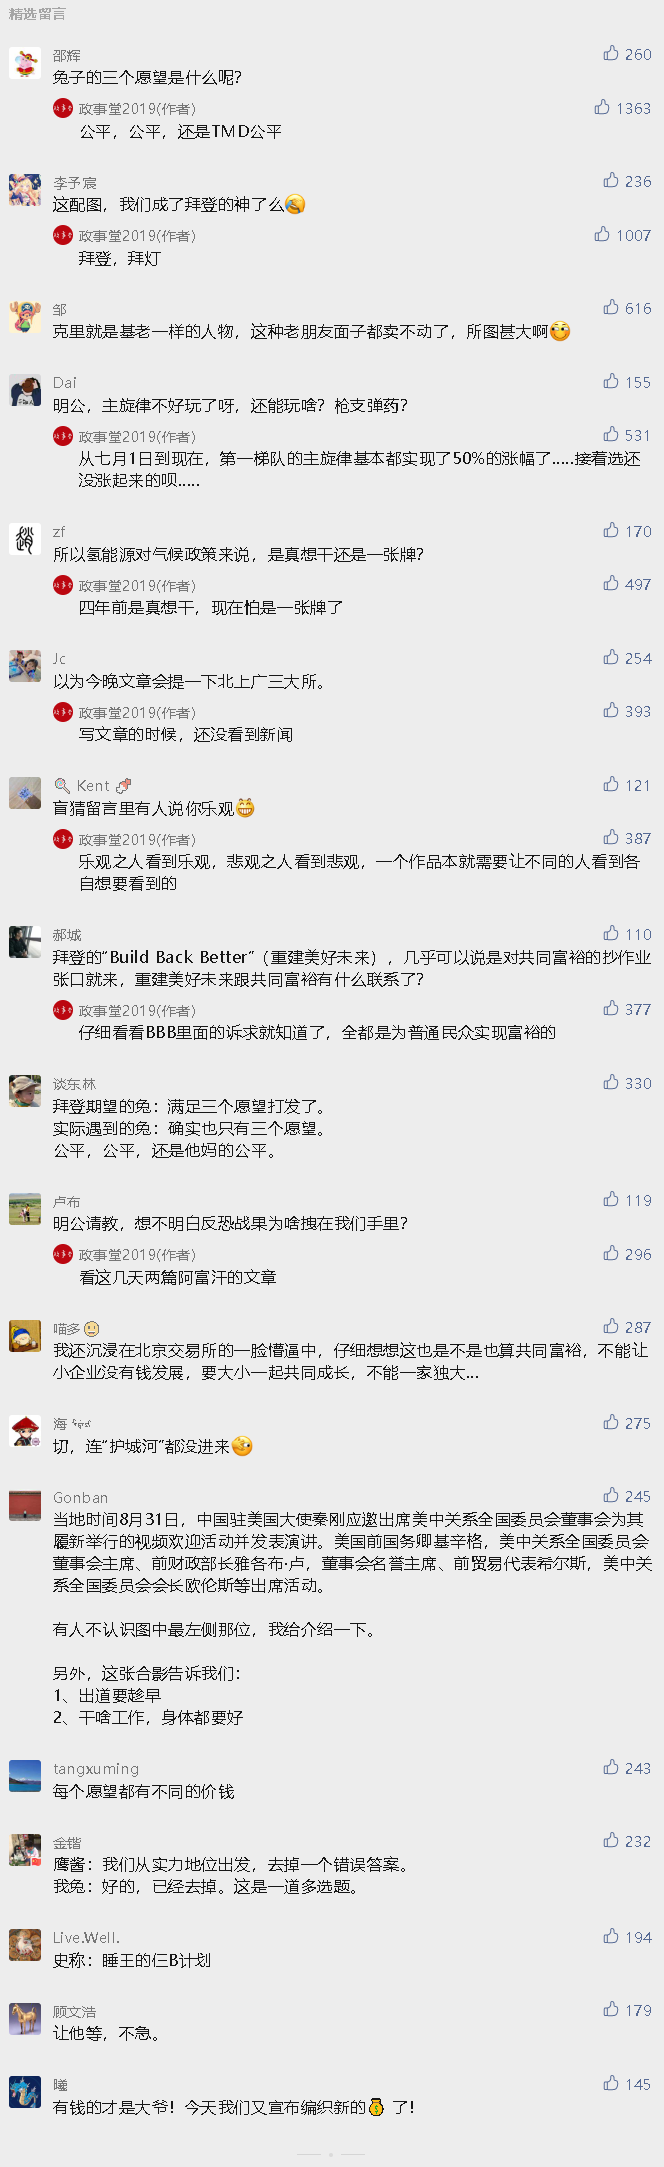 精选留言
邵辉
260
兔子的三个愿望是什么呢?
政事堂2019(作者)
1363
公平，公平，还是TMD公平
李予宸
236
这配图，我们成了拜登的神了么
政事堂2019(作者)
1007
拜登，拜灯
邹
616
克里就是基老一样的人物，这种老朋友面子都卖不动了，所图甚大啊
Dai
155
明公，主旋律不好玩了呀，还能玩啥？枪支弹药？
政事堂2019(作者)
531
从七月1日到现在，第一梯队的主旋律基本都实现了50%的涨幅了.....接着选还
没涨起来的呗.....
zf
170
所以氢能源对气候政策来说，是真想干还是一张牌?
政事堂2019(作者)
497
四年前是真想干，现在怕是一张牌了
Jc
254
以为今晚文章会提一下北上广三大所。
政事堂2019(作者)
393
写文章的时候，还没看到新闻
Kent
121
盲猜留言里有人说你乐观
政事堂2019(作者)
387
乐观之人看到乐观，悲观之人看到悲观，一个作品本就需要让不同的人看到各
自想要看到的
郝城
110
拜登的“Build Back Better”（重建美好未来），几乎可以说是对共同富裕的抄作业
张口就来，重建美好未来跟共同富裕有什么联系了?
政事堂2019(作者)
377
仔细看看BBB里面的诉求就知道了，全都是为普通民众实现富裕的
谈东林
330
拜登期望的兔：满足三个愿望打发了。
实际遇到的兔：确实也只有三个愿望。
公平，公平，还是他妈的公平。
卢布
119
明公请教，想不明白反恐战果为啥拽在我们手里?
政事堂2019(作者)
296
看这几天两篇阿富汗的文章
喵多
287
我还沉浸在北京交易所的一脸懵逼中，仔细想想这也是不是也算共同富裕，不能让
小企业没有钱发展，要大小一起共同成长，不能一家独大...
海
275
切，连“护城河”都没进来
Gonban
245
当地时间8月31日，中国驻美国大使秦刚应邀出席美中关系全国委员会董事会为其
履新举行的视频欢迎活动并发表演讲。美国前国务卿基辛格，美中关系全国委员会
董事会主席、前财政部长雅各布·卢，董事会名誉主席、前贸易代表希尔斯，美中关
系全国委员会会长欧伦斯等出席活动。
有人不认识图中最左侧那位，我给介绍一下。
另外，这张合影告诉我们：
1、出道要趁早
2、干啥工作，身体都要好
tangxuming
243
每个愿望都有不同的价钱
金锴
232
鹰酱：我们从实力地位出发，去掉一个错误答案。
我兔：好的，已经去掉。这是一道多选题。
Live.Well.
194
史称：睡王的仨B计划
顾文浩
179
让他等，不急。
曦
145
有钱的才是大爷！今天我们又宣布编织新的 了！